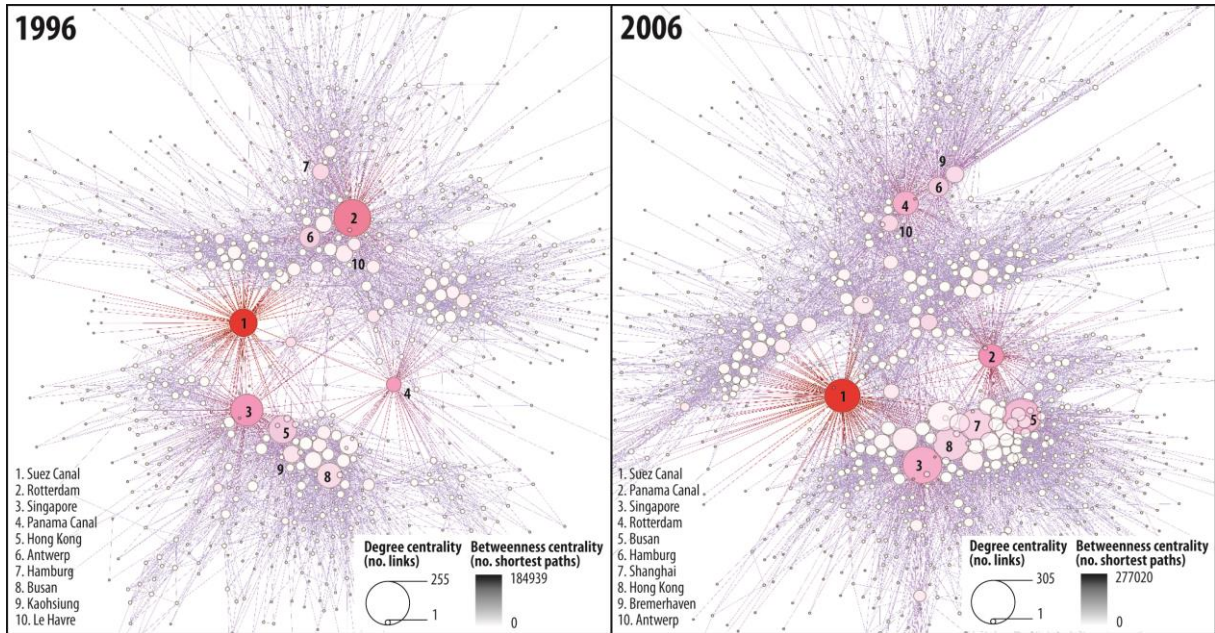 1996
7
2
6
10
1
4
3
5
9
8
1. Suez Canal
2. Rotterdam
3. Singapore
4. Panama Canal
5. Hong Kong
6. Antwerp
7. Hamburg
8. Busan
9. Kaohsiung
10. Le Havre
Degree centrality
(no. links)
255
1
Betweenness centrality
(no. shortest paths)
184939
0
2006
9
6
4
10
2
1
7
5
8
3
1. Suez Canal
2. Panama Canal
3. Singapore
4. Rotterdam
5. Busan
6. Hamburg
7. Shanghai
8. Hong Kong
9. Bremerhaven
10. Antwerp
Degree centrality
(no. links)
305
1
Betweenness centrality
(no. shortest paths)
277020
0